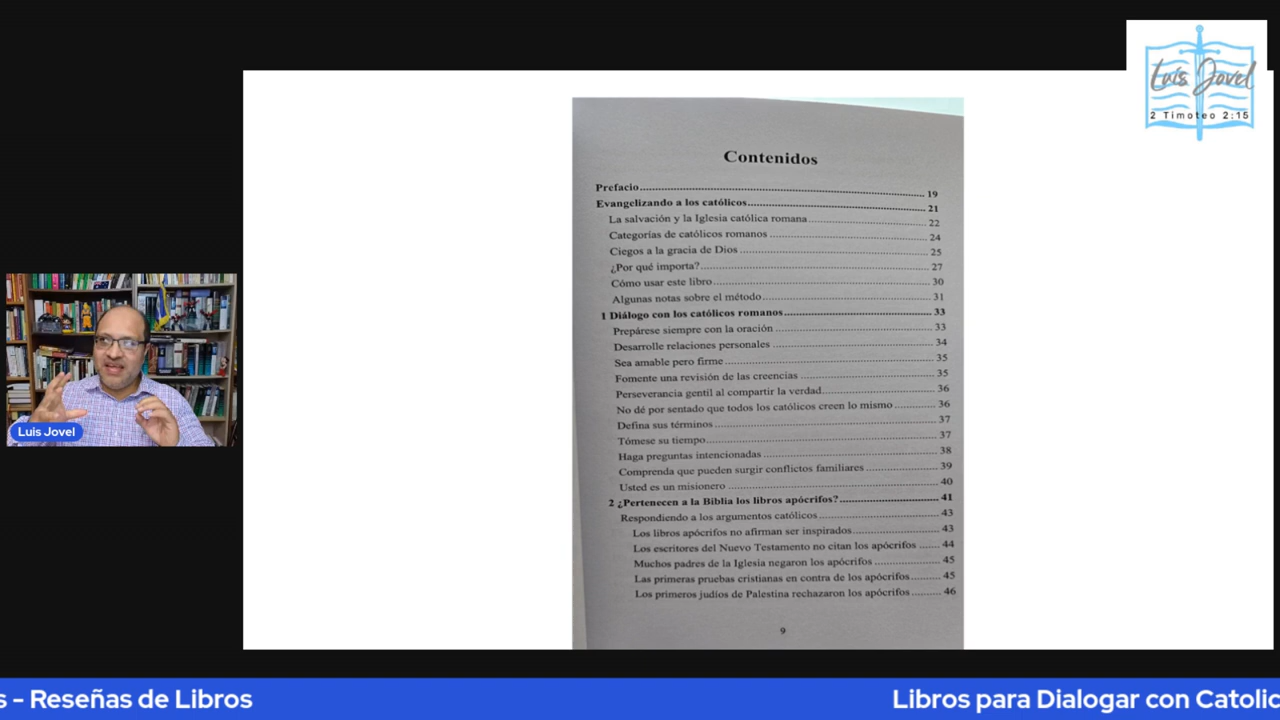 Luis Jovel
2 Timoteo 2:15
Contenidos
Prefacio 19
Evangelizando a los católicos 21
La salvación y la Iglesia católica romana 22
Categorías de católicos romanos 24
Ciegos a la gracia de Dios 25
¿Por qué importa? 27
Cómo usar este libro 30
Algunas notas sobre el método 31
1 Diálogo con los católicos romanos 33
Prepárese siempre con la oración 33
Desarrolle relaciones personales 34
Sea amable pero firme 35
Fomente una revisión de las creencias 35
Perseverancia gentil al compartir la verdad 36
No dé por sentado que todos los católicos creen lo mismo 36
Defina sus términos 37
Tómese su tiempo 37
Haga preguntas intencionadas 38
Comprenda que pueden surgir conflictos familiares 39
Usted es un misionero 40
2 ¿Pertenecen a la Biblia los libros apócrifos? 41
Respondiendo a los argumentos católicos 43
Los libros apócrifos no afirman ser inspirados 43
Los escritores del Nuevo Testamento no citan los apócrifos 44
Muchos padres de la Iglesia negaron los apócrifos 45
Las primeras pruebas cristianas en contra de los apócrifos 45
Los primeros judíos de Palestina rechazaron los apócrifos 46
9
Luis Jovel
s - Reseñas de Libros
Libros para Dialogar con Catolic